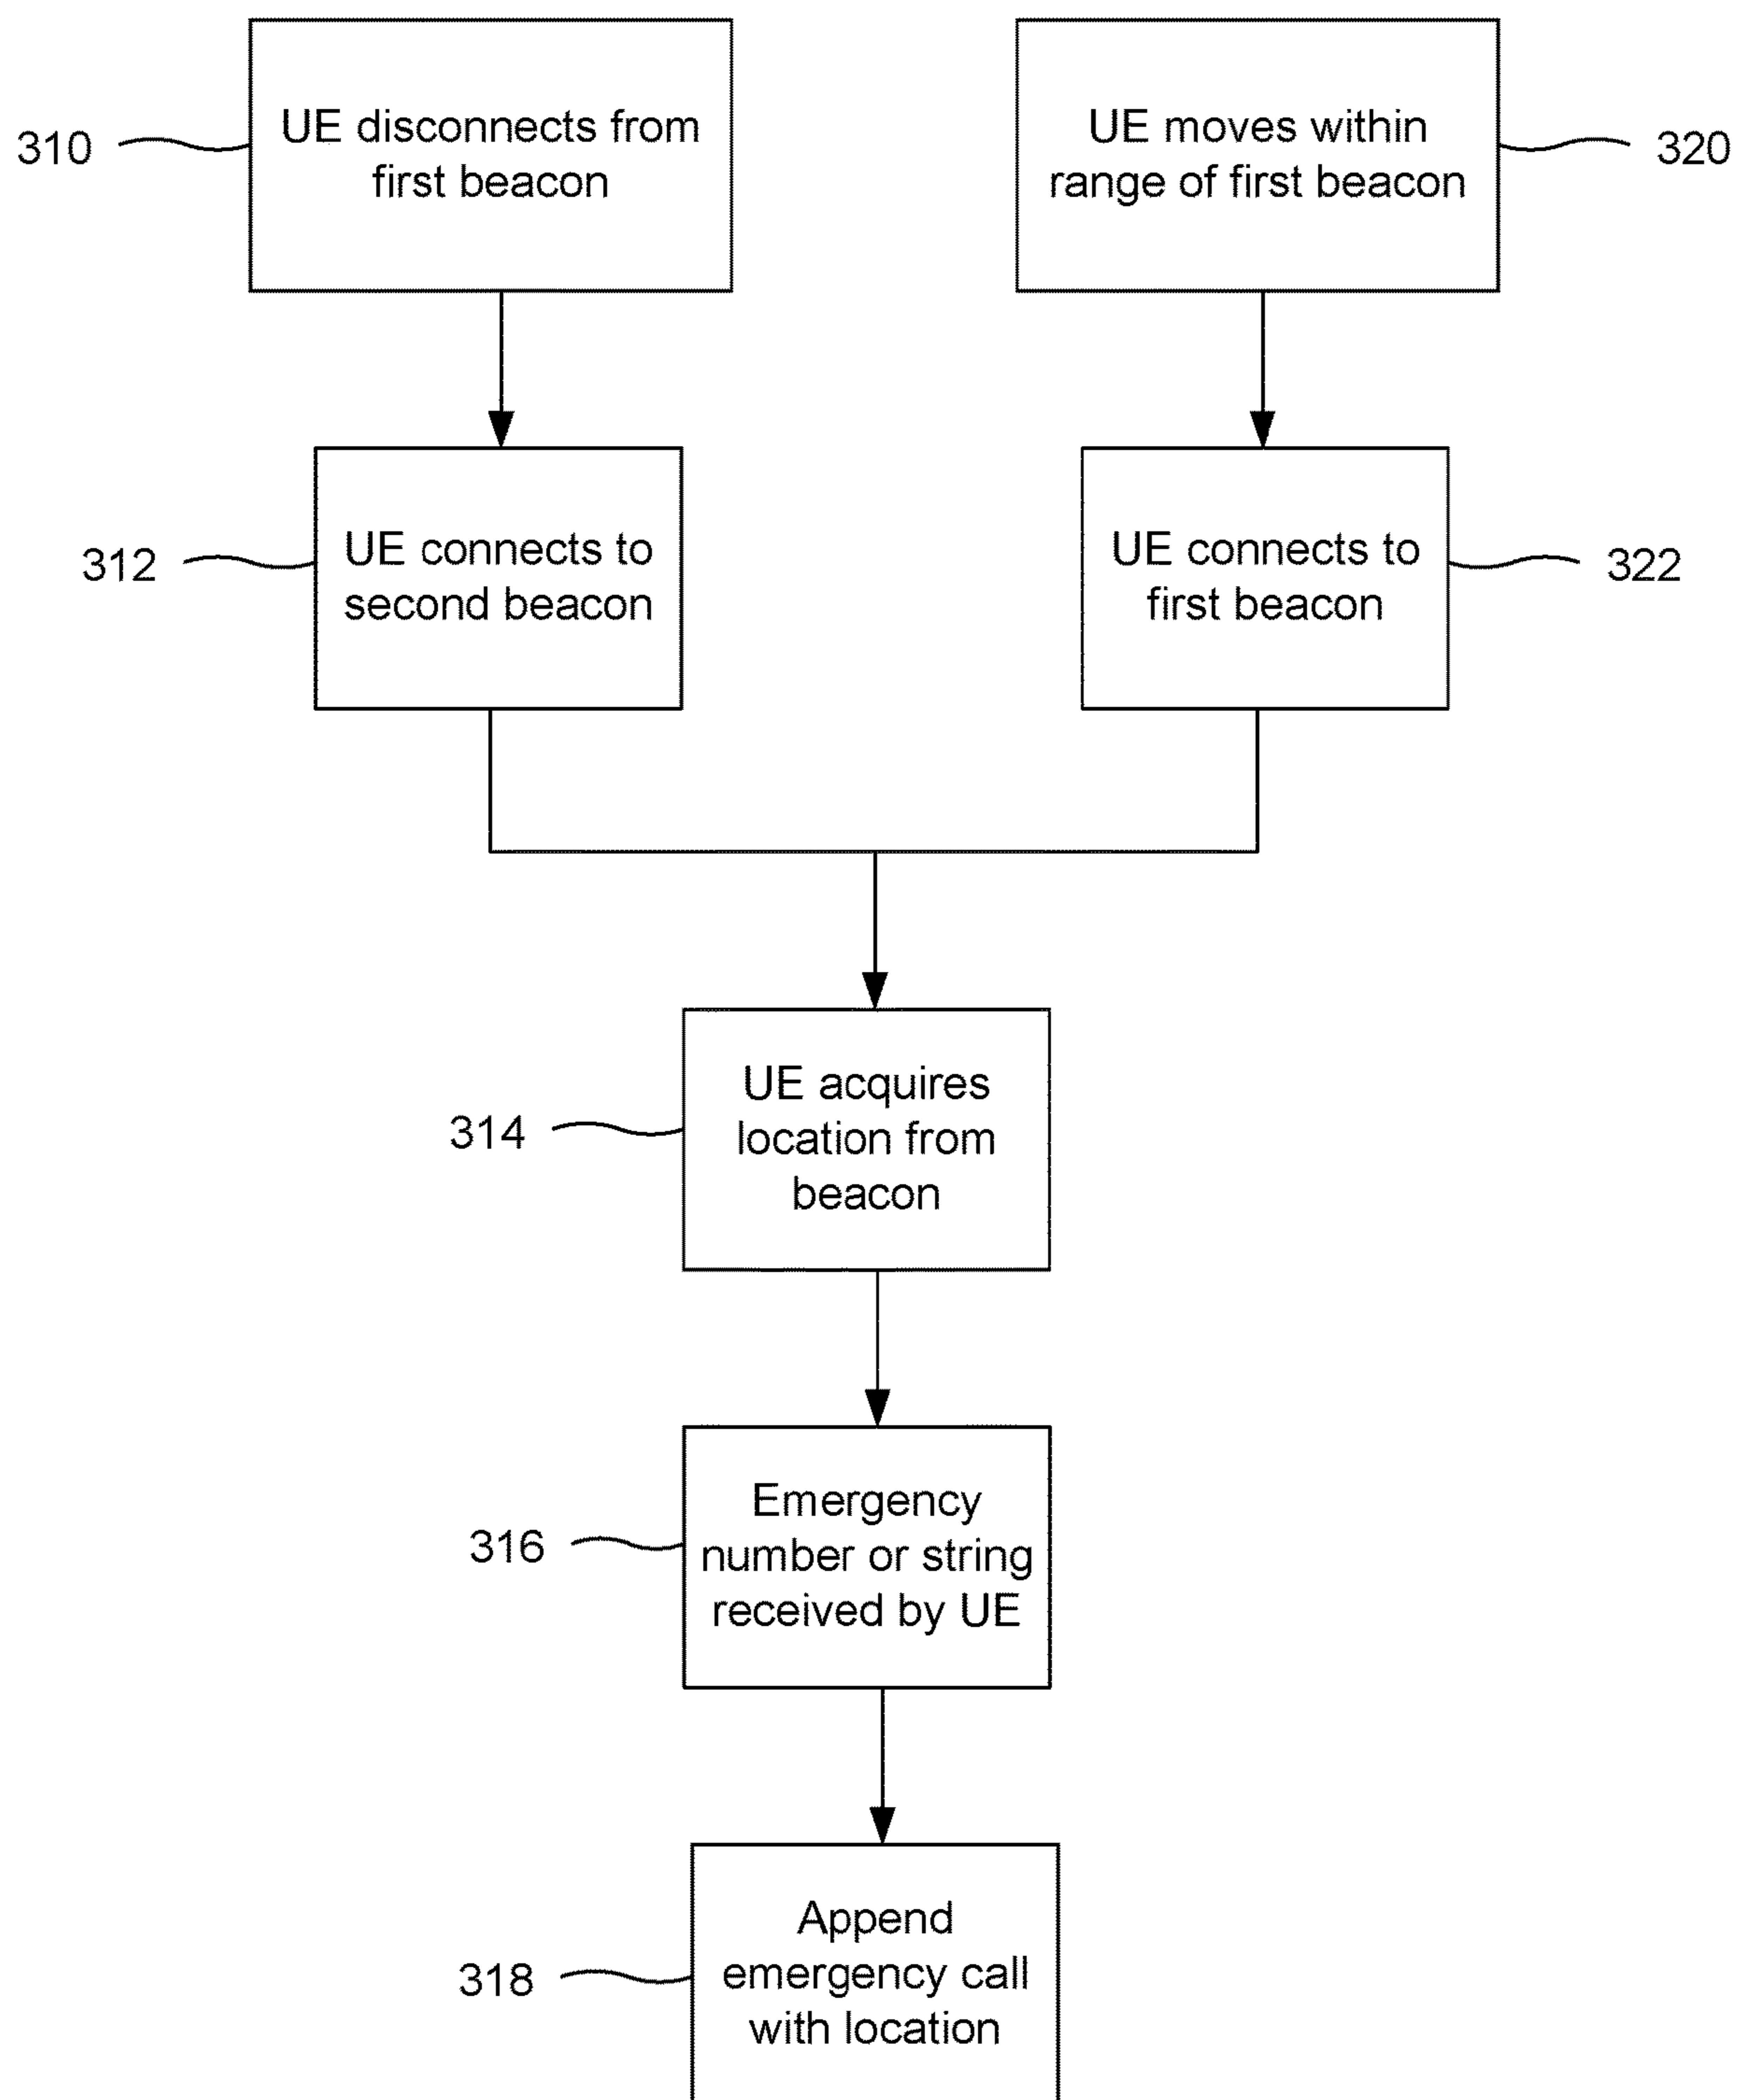 310
UE disconnects from
first beacon
UE moves within
range of first beacon
320
312
UE connects to
second beacon
UE connects to
first beacon
322
314
UE acquires
location from
beacon
316
Emergency
number or string
received by UE
318
Append
emergency call
with location